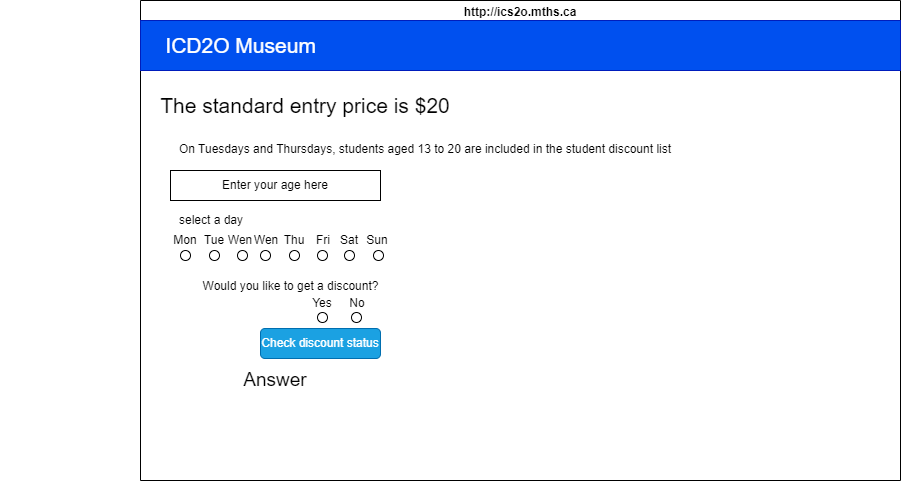 http://ics2o.mths.ca
ICD2O Museum
The standard entry price is $20
On Tuesdays and Thursdays, students aged 13 to 20 are included in the student discount list
Enter your age here
select a day
Mon Tue Wen Wen Thu Fri Sat Sun
Would you like to get a discount?
Yes No
Check discount status
Answer